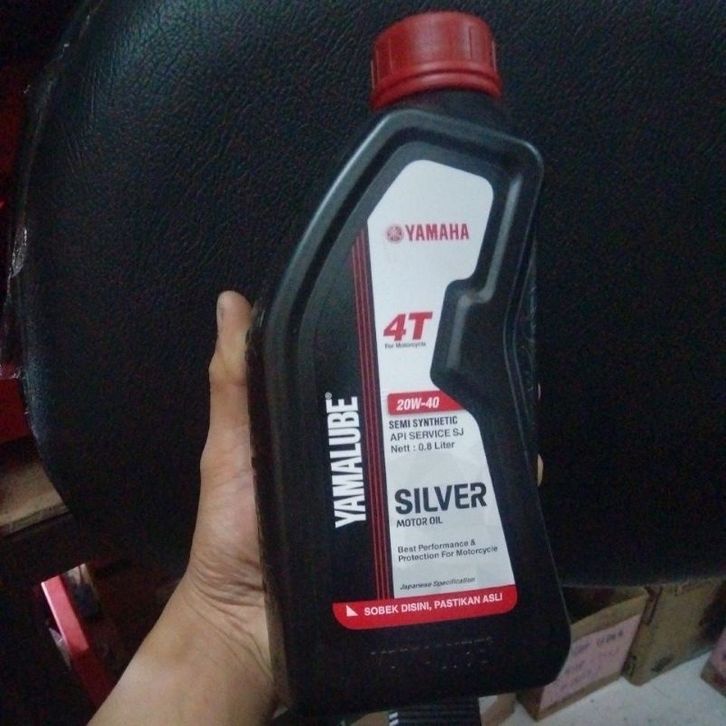 YAMAHA
4T
For Motorcycle
YAMALUBE®
20W-40
SEMI SYNTHETIC
API SERVICE SJ
Nett : 0.8 Liter
SILVER
MOTOR OIL
Best Performance &
Protection For Motorcycle
Japanese Specification
SOBEK DISINI, PASTIKAN ASLI